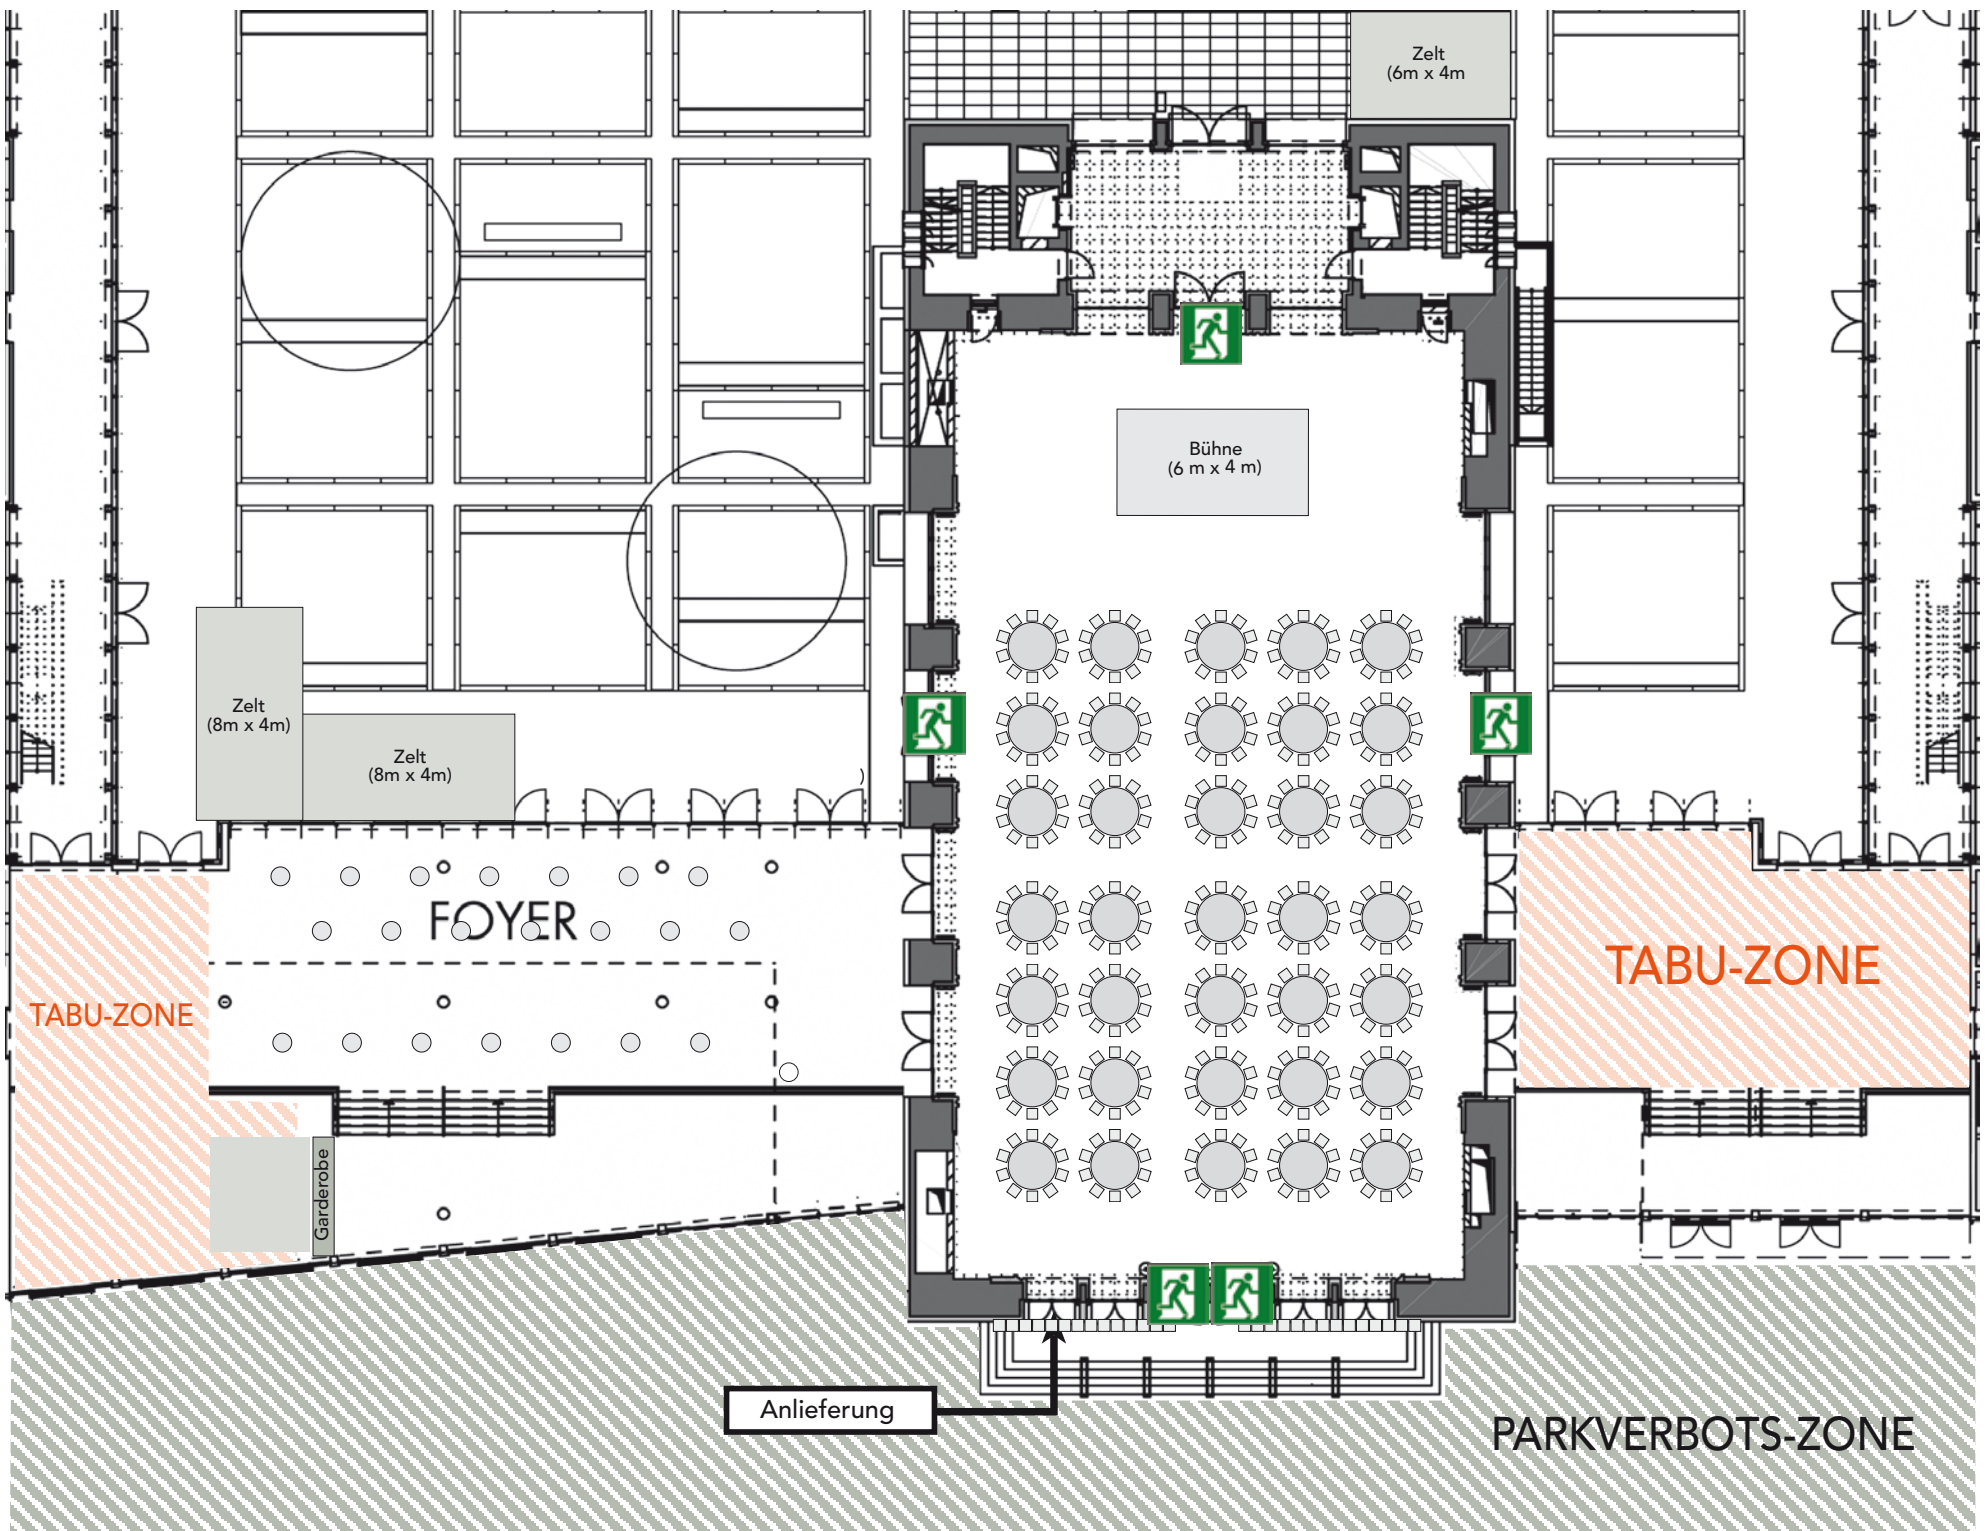 Zelt
(6m x 4m
Bühne
(6 m x 4 m)
Zelt
(8m x 4m)
Zelt
(8m x 4m)
)
FOYER
TABU-ZONE
TABU-ZONE
Garderobe
Anlieferung
PARKVERBOTS-ZONE